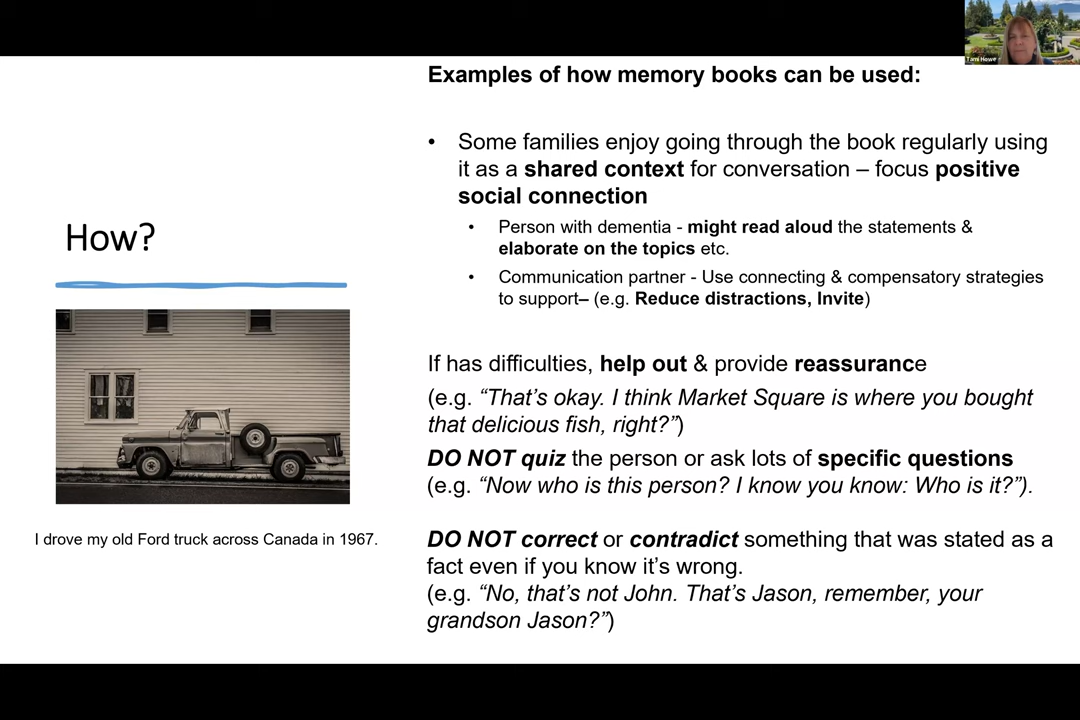 Tami Howe
Examples of how memory books can be used:
• Some families enjoy going through the book regularly using
it as a shared context for conversation – focus positive
social connection
• Person with dementia - might read aloud the statements &
elaborate on the topics etc.
• Communication partner - Use connecting & compensatory strategies
to support– (e.g. Reduce distractions, Invite)
How?
If has difficulties, help out & provide reassurance
(e.g. “That’s okay. I think Market Square is where you bought
that delicious fish, right?”)
DO NOT quiz the person or ask lots of specific questions
(e.g. “Now who is this person? I know you know: Who is it?”).
I drove my old Ford truck across Canada in 1967.
DO NOT correct or contradict something that was stated as a
fact even if you know it’s wrong.
(e.g. “No, that’s not John. That’s Jason, remember, your
grandson Jason?”)